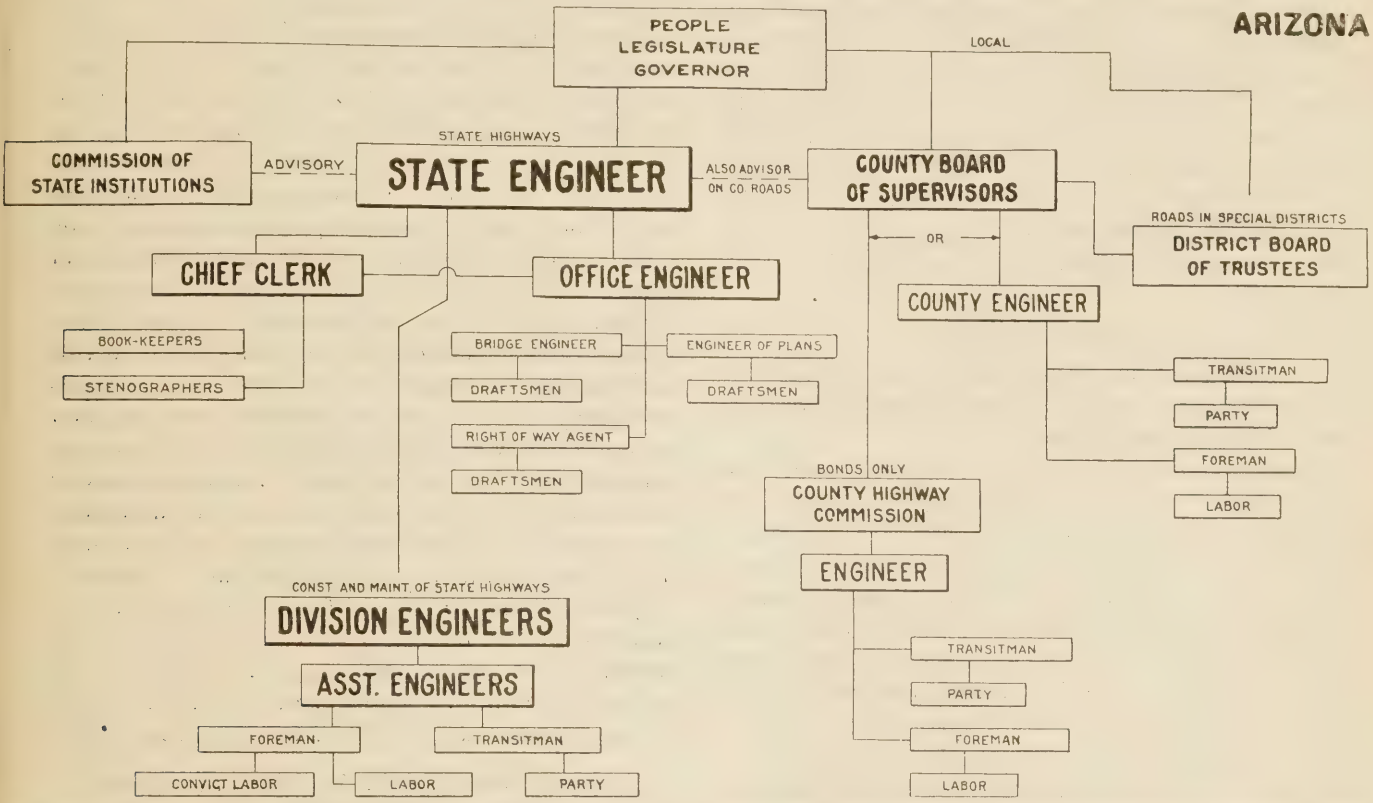 ARIZONA
PEOPLE
LEGISLATURE
GOVERNOR
LOCAL
STATE HIGHWAYS
COMMISSION OF
STATE INSTITUTIONS
ADVISORY
STATE ENGINEER
ALSO ADVISOR
ON CO. ROADS
COUNTY BOARD
OF SUPERVISORS
ROADS IN SPECIAL DISTRICTS
DISTRICT BOARD
OF TRUSTEES
OR
CHIEF CLERK
OFFICE ENGINEER
COUNTY ENGINEER
BOOK-KEEPERS
STENOGRAPHERS
BRIDGE ENGINEER
ENGINEER OF PLANS
DRAFTSMEN
DRAFTSMEN
RIGHT OF WAY AGENT
DRAFTSMEN
TRANSITMAN
PARTY
FOREMAN
LABOR
BONDS ONLY
COUNTY HIGHWAY
COMMISSION
ENGINEER
TRANSITMAN
PARTY
FOREMAN
LABOR
CONST AND MAINT. OF STATE HIGHWAYS
DIVISION ENGINEERS
ASST. ENGINEERS
FOREMAN
TRANSITMAN
CONVICT LABOR
LABOR
PARTY